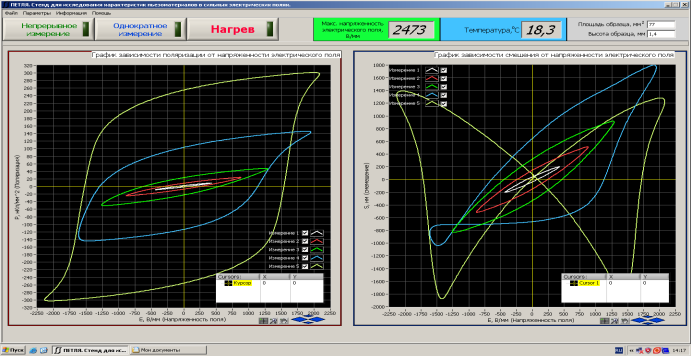 ПЕТЛЯ. Стенд для исследования характеристик пьезоматериалов в сильных электрических полях.
Файл Параметры Информация Помощь
Непрерывное измерение
Однократное измерение
Нагрев
Макс. напряженность электрического поля, В/мм
2473
Температура,°C
18,3
Площадь образца, мм²
77
Высота образца, мм
1,4
График зависимости поляризации от напряженности электрического поля
320
300
280
260
240
220
200
180
160
140
120
100
80
60
40
20
0
-20
-40
-60
-80
-100
-120
-140
-160
-180
-200
-220
-240
-260
-280
-300
-320
P, мКл/м^2 (Поляризация)
Измерение 1
Измерение 2
Измерение 3
Измерение 4
Измерение 5
Cursors: X Y
Курсор 0 0
-2250 -2000 -1750 -1500 -1250 -1000 -750 -500 -250 0 250 500 750 1000 1250 1500 1750 2000 2250
E, В/мм (Напряженность поля)
График зависимости смещения от напряженности электрического поля
1800
1600
1400
1200
1000
800
600
400
200
0
-200
-400
-600
-800
-1000
-1200
-1400
-1600
-1800
-2000
S, нм (смещение)
Измерение 1
Измерение 2
Измерение 3
Измерение 4
Измерение 5
Cursors: X Y
Cursor 1 0 0
-2250 -2000 -1750 -1500 -1250 -1000 -750 -500 -250 0 250 500 750 1000 1250 1500 1750 2000 2250
E, В/мм (Напряженность поля)
Пуск
ПЕТЛЯ. Стенд для ис...
Мои документы
RU
14:17